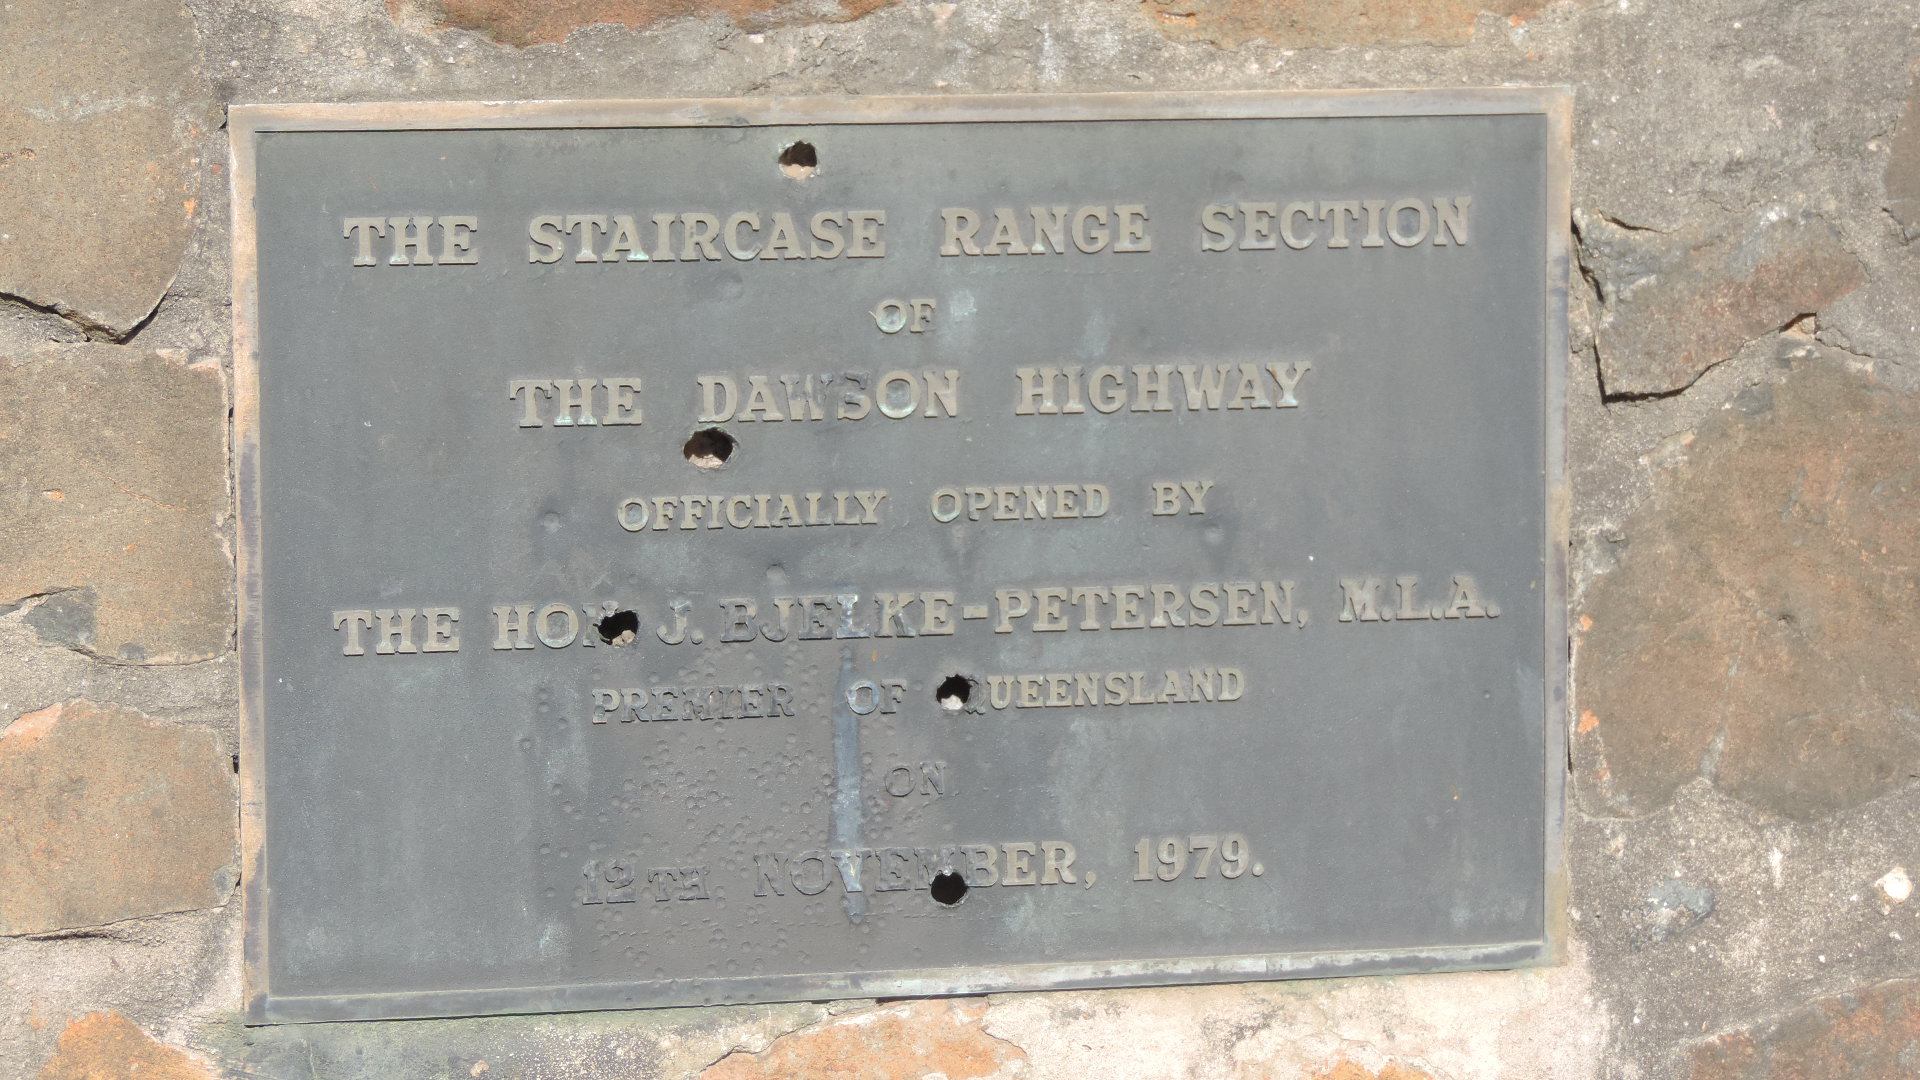 THE STAIRCASE RANGE SECTION
OF
THE DAWSON HIGHWAY
OFFICIALLY OPENED BY
THE HON J. BJELKE-PETERSEN, M.L.A.
PREMIER OF QUEENSLAND
ON
12TH NOVEMBER, 1979.